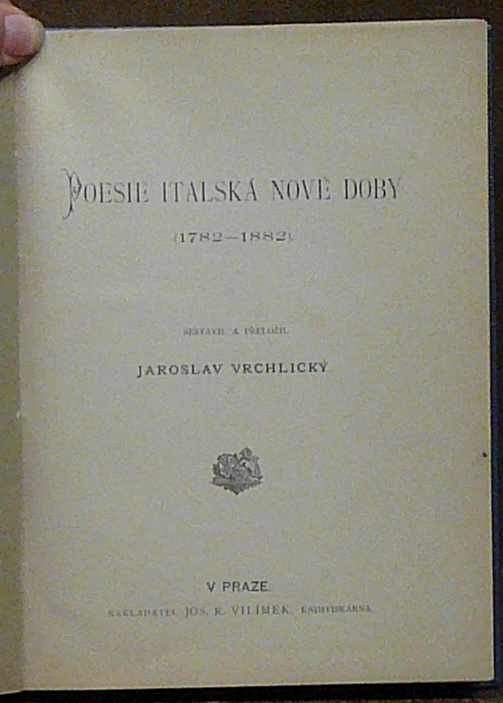 POESIE ITALSKÁ NOVÉ DOBY
(1782—1882).
SESTAVIL A PŘELOŽIL
JAROSLAV VRCHLICKÝ
V PRAZE.
NAKLADATEL JOS. R. VILÍMEK, KNIHTISKÁRNA